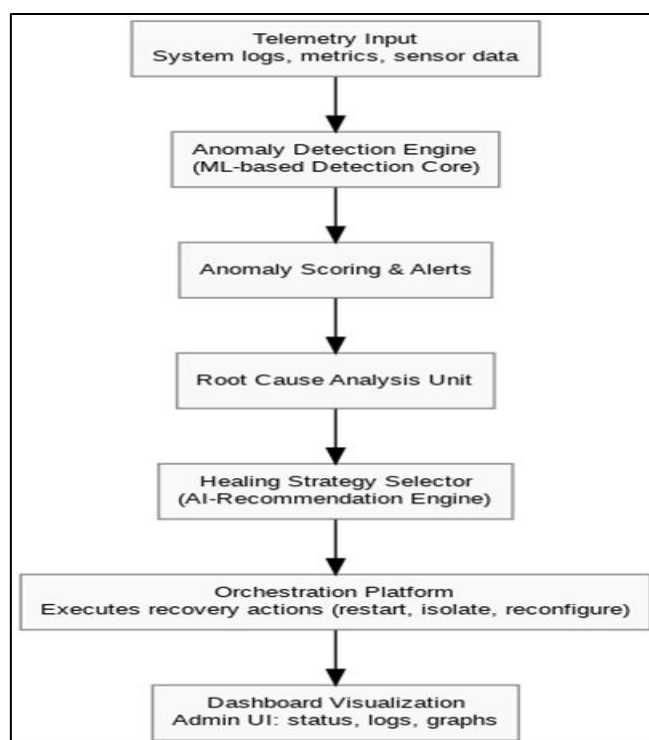 Telemetry Input
System logs, metrics, sensor data
Anomaly Detection Engine
(ML-based Detection Core)
Anomaly Scoring & Alerts
Root Cause Analysis Unit
Healing Strategy Selector
(AI-Recommendation Engine)
Orchestration Platform
Executes recovery actions (restart, isolate, reconfigure)
Dashboard Visualization
Admin UI: status, logs, graphs